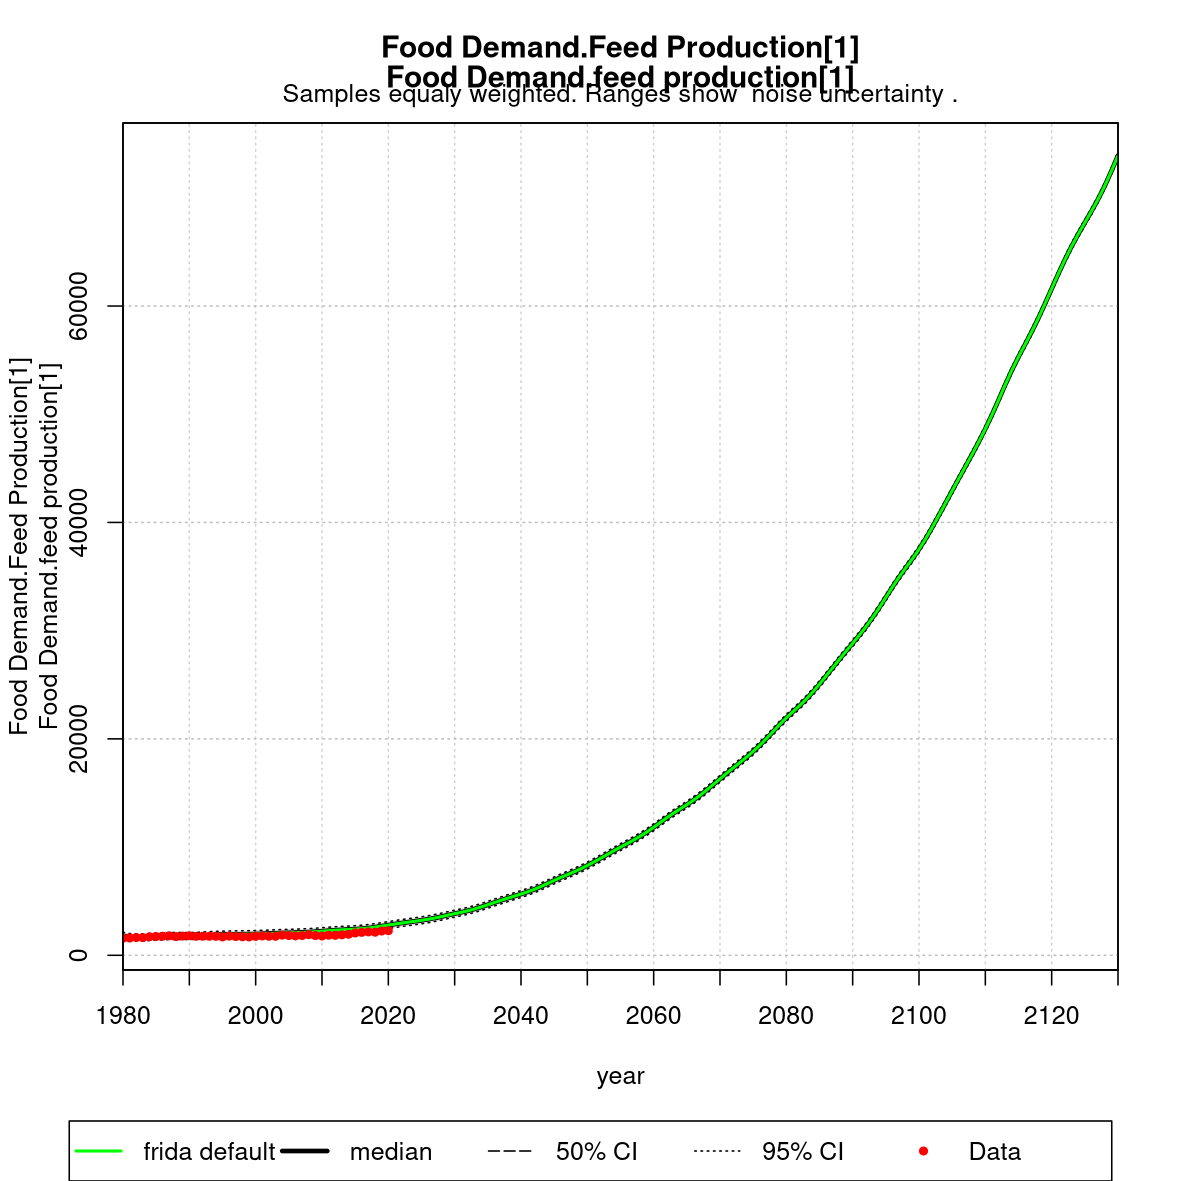 Food Demand.Feed Production[1]
Food Demand.feed production[1]
Samples equaly weighted. Ranges show  noise uncertainty .
Food Demand.Feed Production[1]
Food Demand.feed production[1]
60000
40000
20000
0
1980 2000 2020 2040 2060 2080 2100 2120
year
frida default median 50% CI 95% CI Data